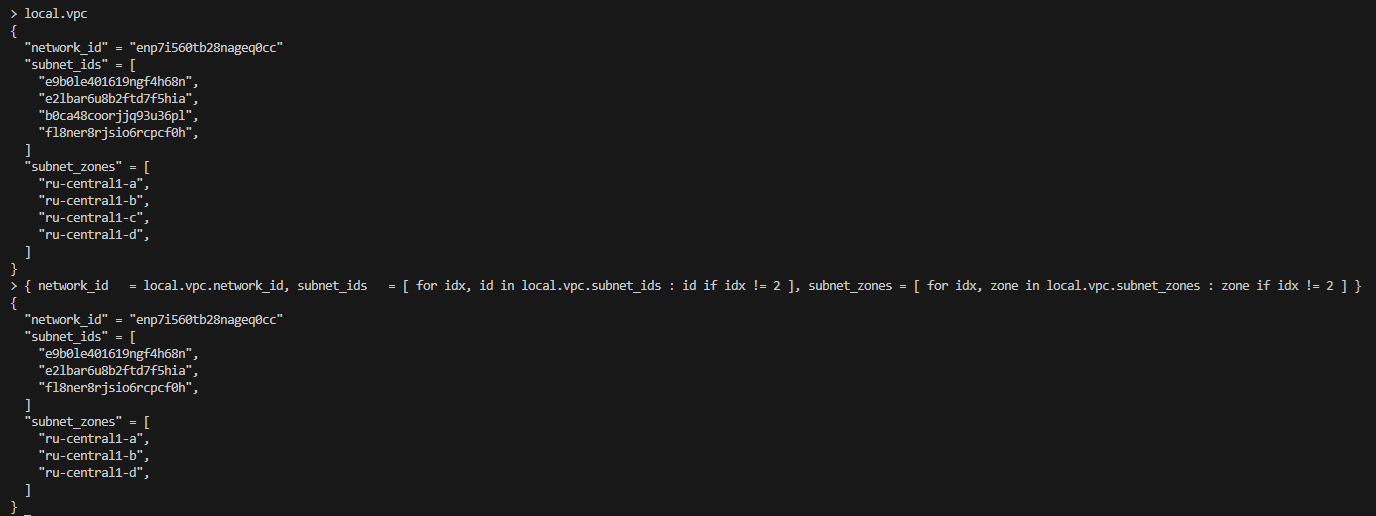 > local.vpc
{
  "network_id" = "enp7i560tb28nageq0cc"
  "subnet_ids" = [
    "e9b0le401619ngf4h68n",
    "e2lbar6u8b2ftd7f5hia",
    "b0ca48coorjjq93u36pl",
    "fl8ner8rjsio6rcpcf0h",
  ]
  "subnet_zones" = [
    "ru-central1-a",
    "ru-central1-b",
    "ru-central1-c",
    "ru-central1-d",
  ]
}
> { network_id   = local.vpc.network_id, subnet_ids   = [ for idx, id in local.vpc.subnet_ids : id if idx != 2 ], subnet_zones = [ for idx, zone in local.vpc.subnet_zones : zone if idx != 2 ] }
{
  "network_id" = "enp7i560tb28nageq0cc"
  "subnet_ids" = [
    "e9b0le401619ngf4h68n",
    "e2lbar6u8b2ftd7f5hia",
    "fl8ner8rjsio6rcpcf0h",
  ]
  "subnet_zones" = [
    "ru-central1-a",
    "ru-central1-b",
    "ru-central1-d",
  ]
}